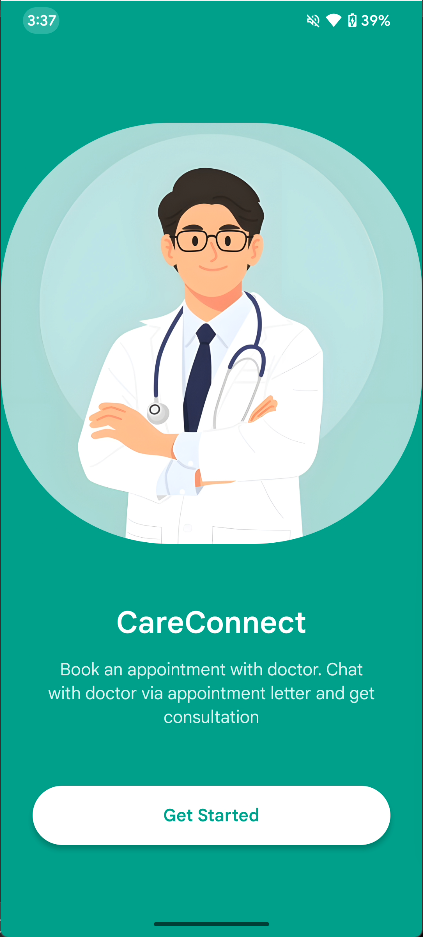 3:37
39%
CareConnect
Book an appointment with doctor. Chat
with doctor via appointment letter and get
consultation
Get Started